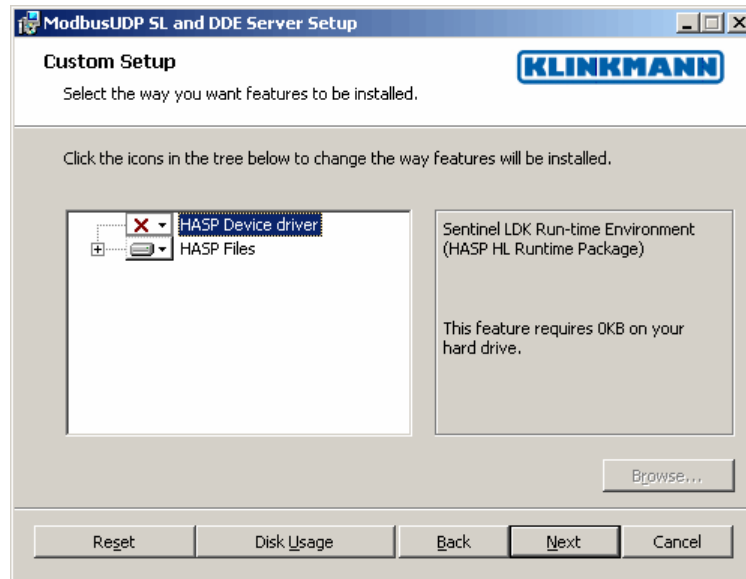 ModbusUDP SL and DDE Server Setup
Custom Setup
KLINKMANN
Select the way you want features to be installed.
Click the icons in the tree below to change the way features will be installed.
HASP Device driver
HASP Files
Sentinel LDK Run-time Environment
(HASP HL Runtime Package)
This feature requires 0KB on your
hard drive.
Browse...
Reset
Disk Usage
Back
Next
Cancel